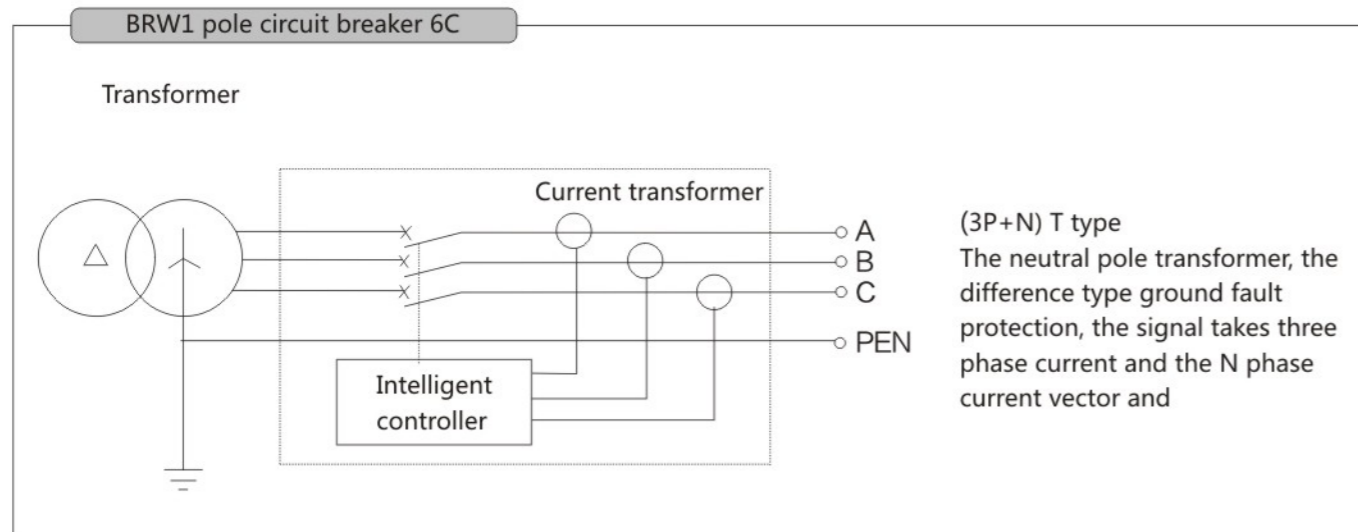 BRW1 pole circuit breaker 6C
Transformer
Current transformer
A
B
C
PEN
Intelligent
controller
(3P+N) T type
The neutral pole transformer, the
difference type ground fault
protection, the signal takes three
phase current and the N phase
current vector and